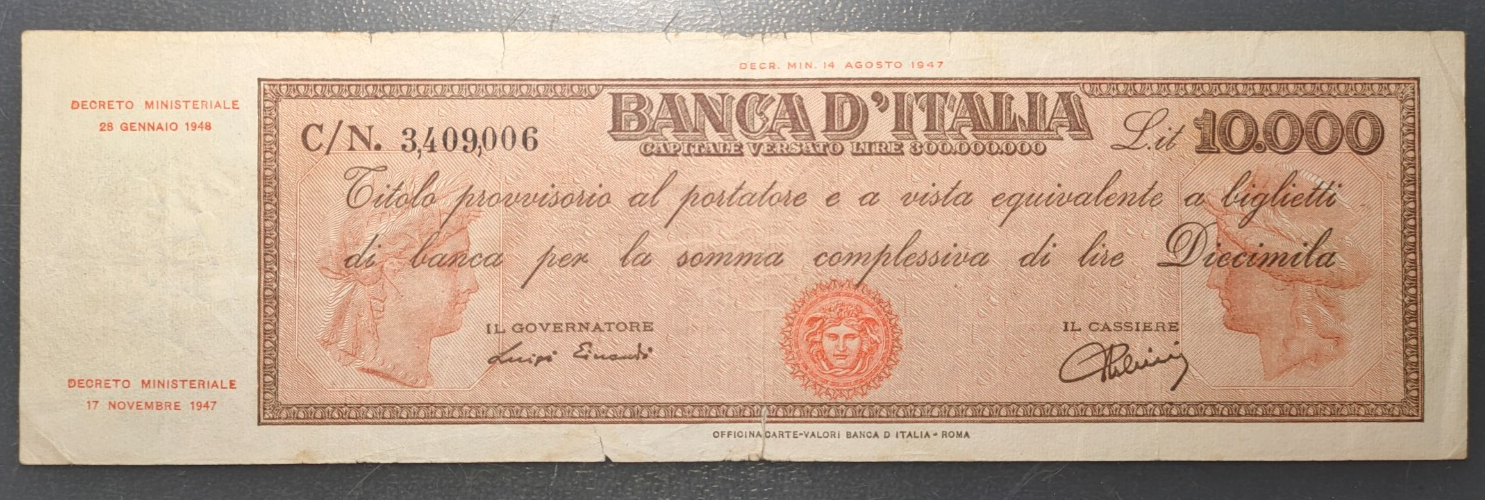 DECR. MIN. 14 AGOSTO 1947
DECRETO MINISTERIALE
28 GENNAIO 1948
BANCA D'ITALIA
CAPITALE VERSATO LIRE 300.000.000
C/N. 3,409,006
Lit 10.000
Titolo provvisorio al portatore e a vista equivalente a biglietti
di banca per la somma complessiva di lire Diecimila
IL GOVERNATORE
Luigi Einaudi
IL CASSIERE
DECRETO MINISTERIALE
17 NOVEMBRE 1947
OFFICINA CARTE-VALORI BANCA D ITALIA - ROMA